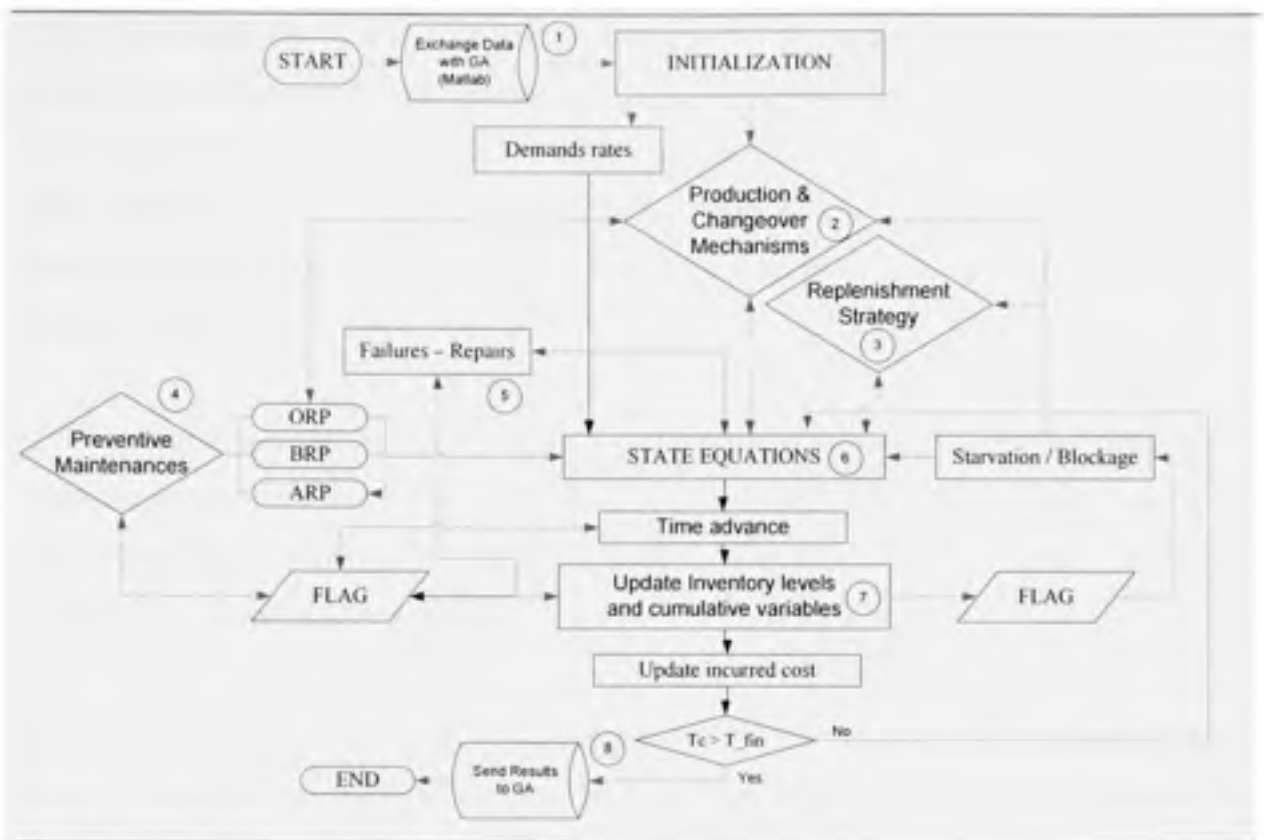 START
Exchange Data
with GA
(Matlab)
1
INITIALIZATION
Demands rates
Production &
Changeover
Mechanisms
2
Replenishment
Strategy
3
Failures – Repairs
5
4
Preventive
Maintenances
ORP
BRP
ARP
STATE EQUATIONS
6
Starvation / Blockage
Time advance
FLAG
Update Inventory levels
and cumulative variables
7
FLAG
Update incurred cost
Tc > T_fin
No
Yes
8
Send Results
to GA
END